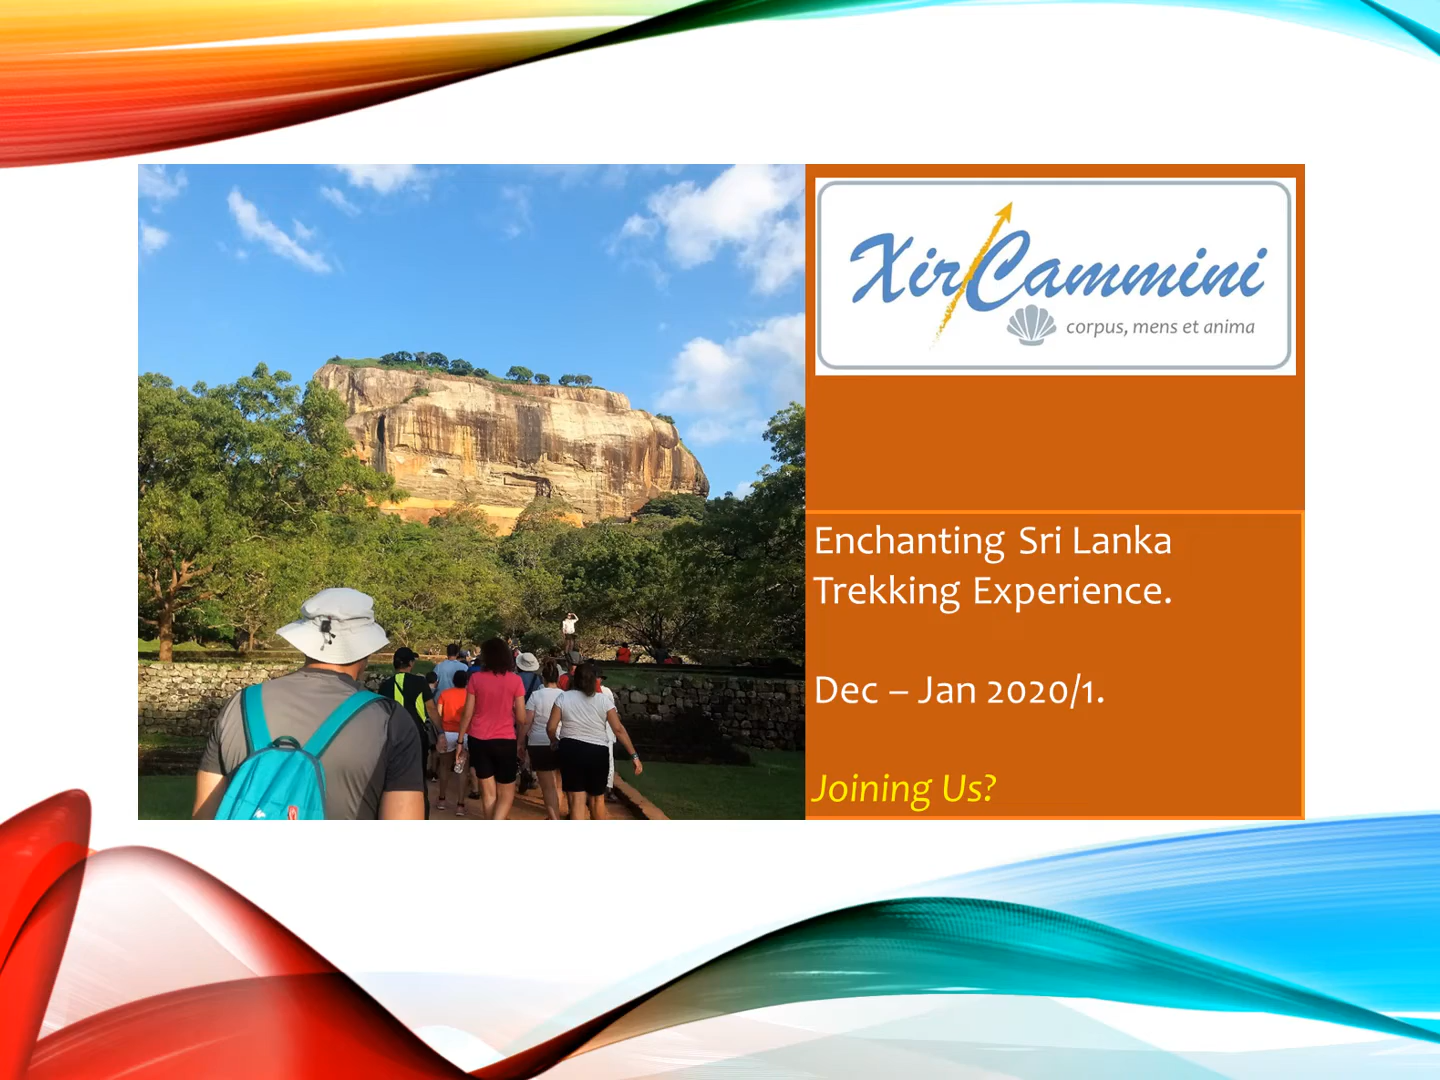 XirCammini
corpus, mens et anima
Enchanting Sri Lanka
Trekking Experience.
Dec – Jan 2020/1.
Joining Us?